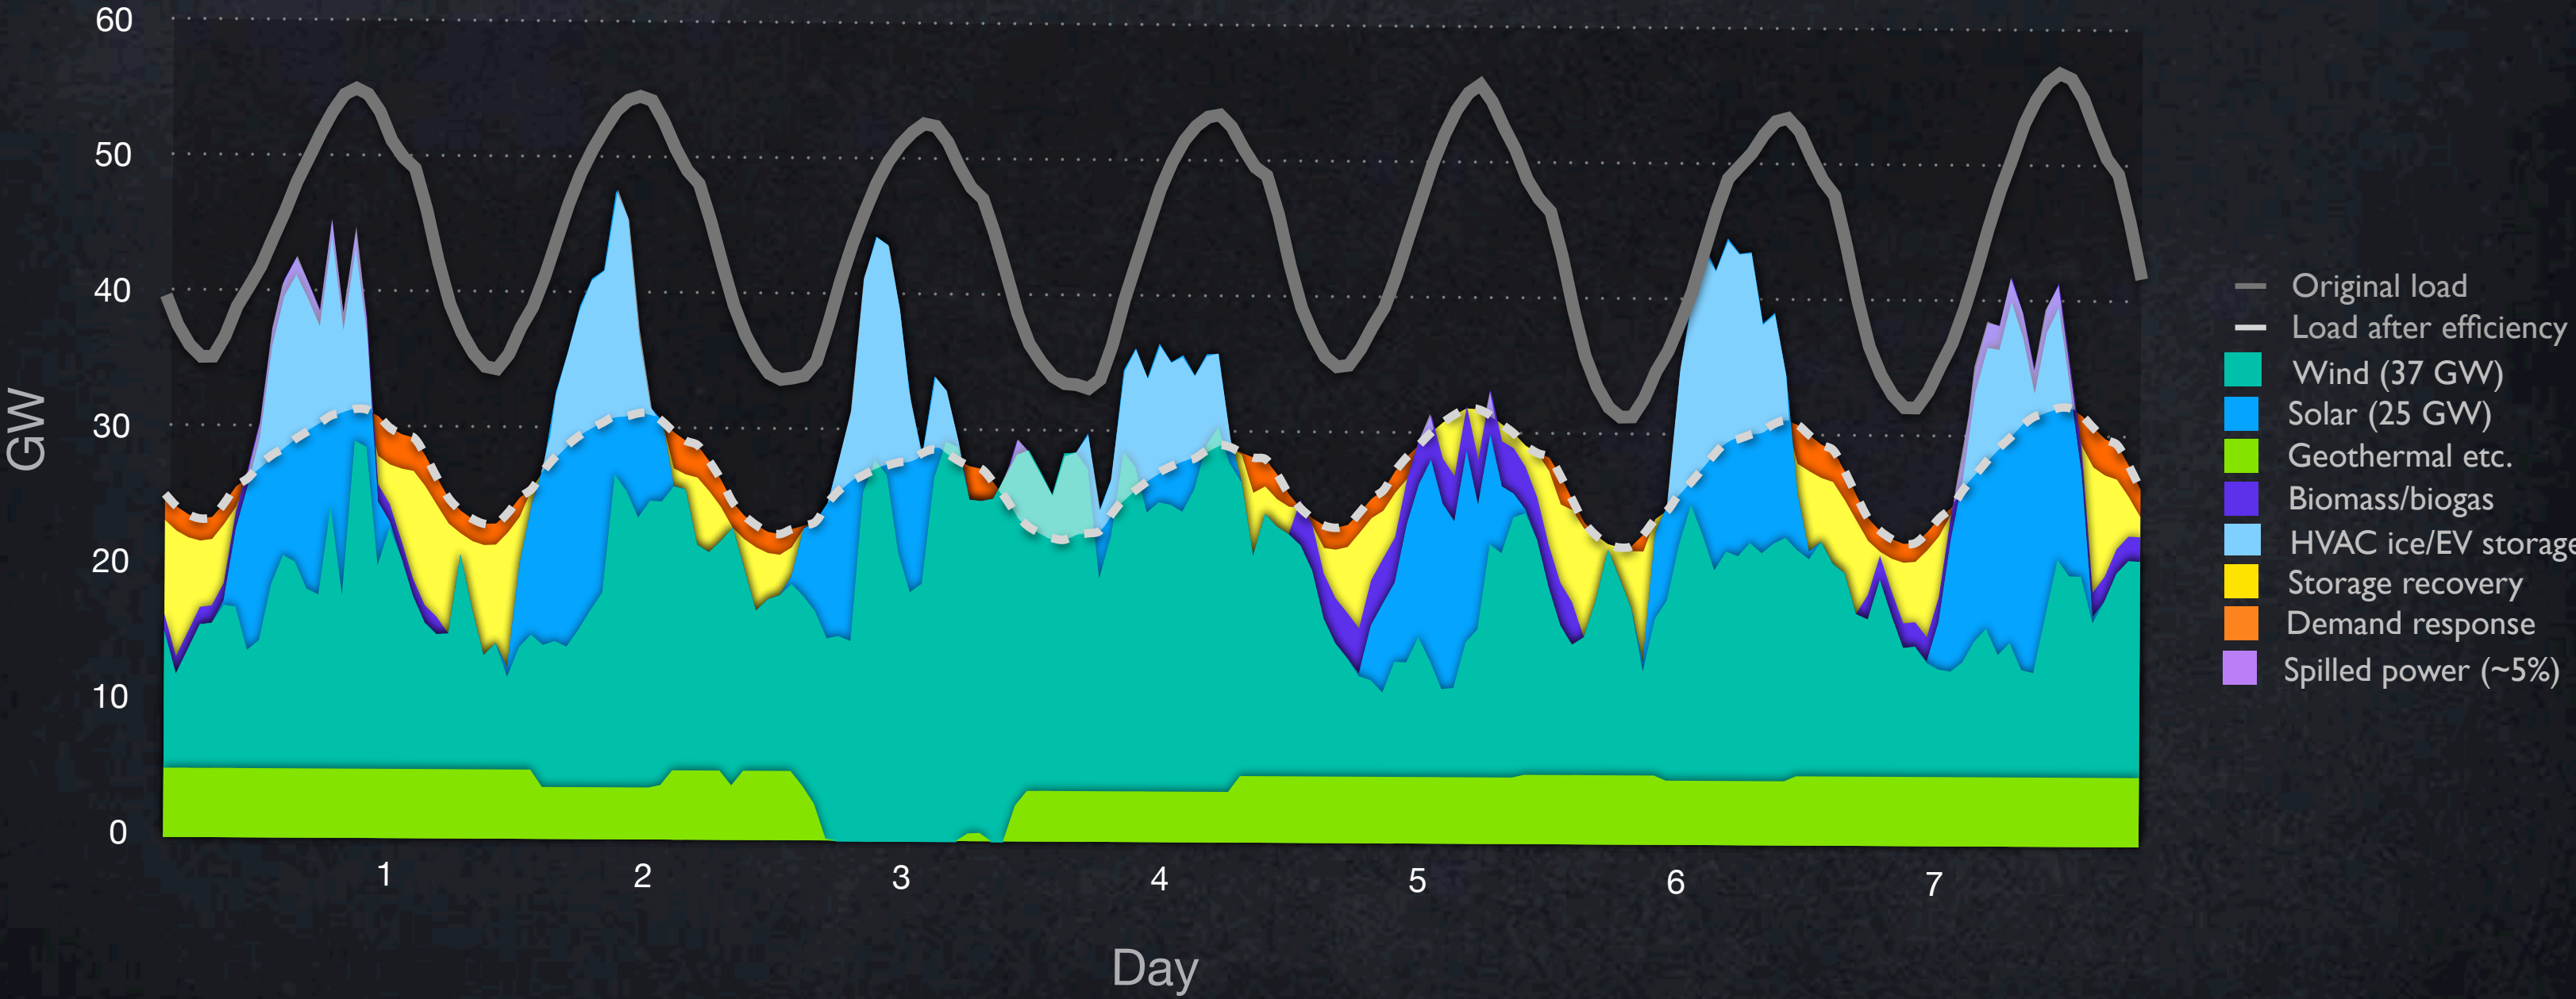 60
50
40
30
20
10
0
GW
1 2 3 4 5 6 7
Day
Original load
Load after efficiency
Wind (37 GW)
Solar (25 GW)
Geothermal etc.
Biomass/biogas
HVAC ice/EV storage
Storage recovery
Demand response
Spilled power (~5%)